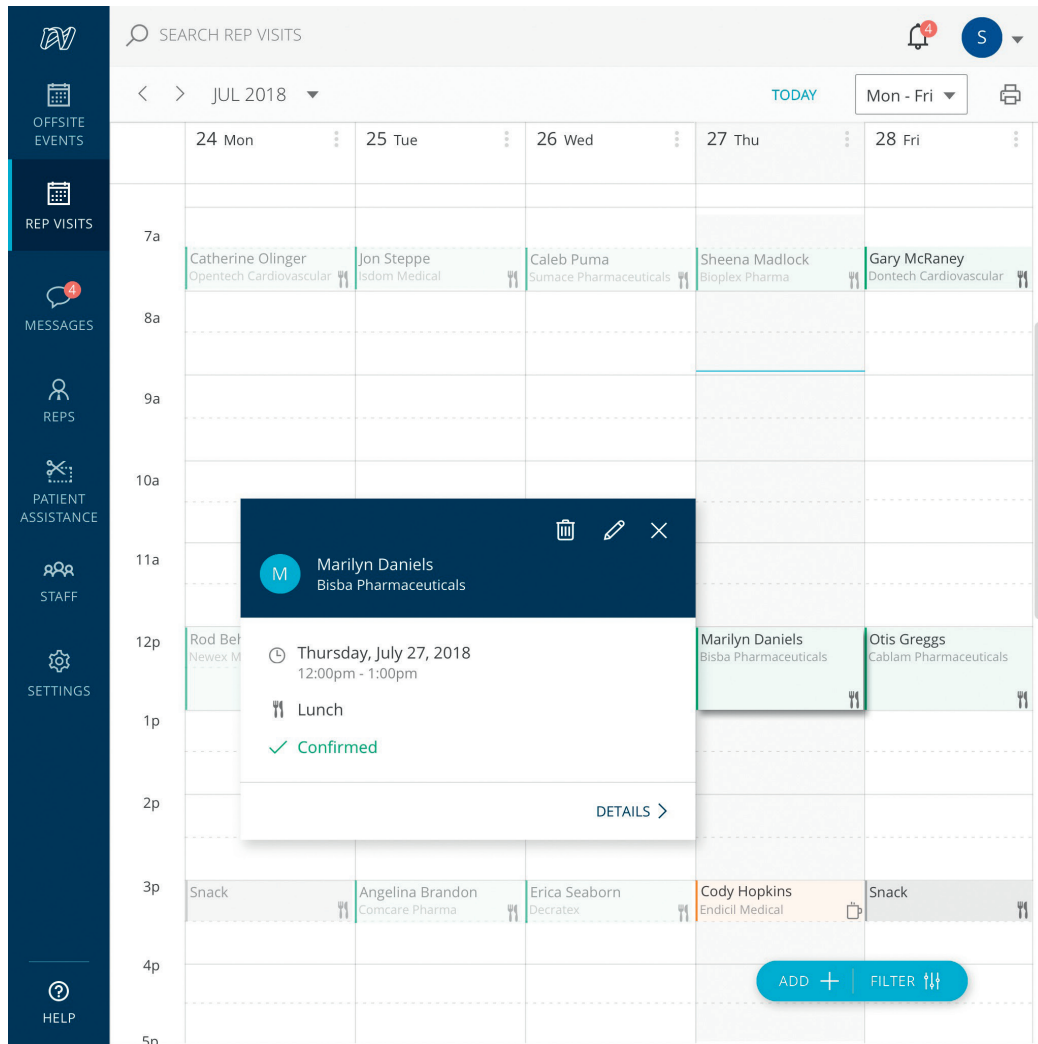 SEARCH REP VISITS
4
S
OFFSITE
EVENTS
REP VISITS
4
MESSAGES
REPS
PATIENT
ASSISTANCE
STAFF
SETTINGS
HELP
JUL 2018
TODAY
Mon - Fri
24 Mon
25 Tue
26 Wed
27 Thu
28 Fri
7a
Catherine Olinger
Opentech Cardiovascular
Jon Steppe
Isdom Medical
Caleb Puma
Sumace Pharmaceuticals
Sheena Madlock
Bioplex Pharma
Gary McRaney
Dontech Cardiovascular
8a
9a
10a
11a
M
Marilyn Daniels
Bisba Pharmaceuticals
Thursday, July 27, 2018
12:00pm - 1:00pm
Lunch
Confirmed
DETAILS
12p
Rod Beh
Newex M
Marilyn Daniels
Bisba Pharmaceuticals
Otis Greggs
Cablam Pharmaceuticals
1p
2p
3p
Snack
Angelina Brandon
Comcare Pharma
Erica Seaborn
Decratex
Cody Hopkins
Endicil Medical
Snack
4p
ADD
FILTER
5p